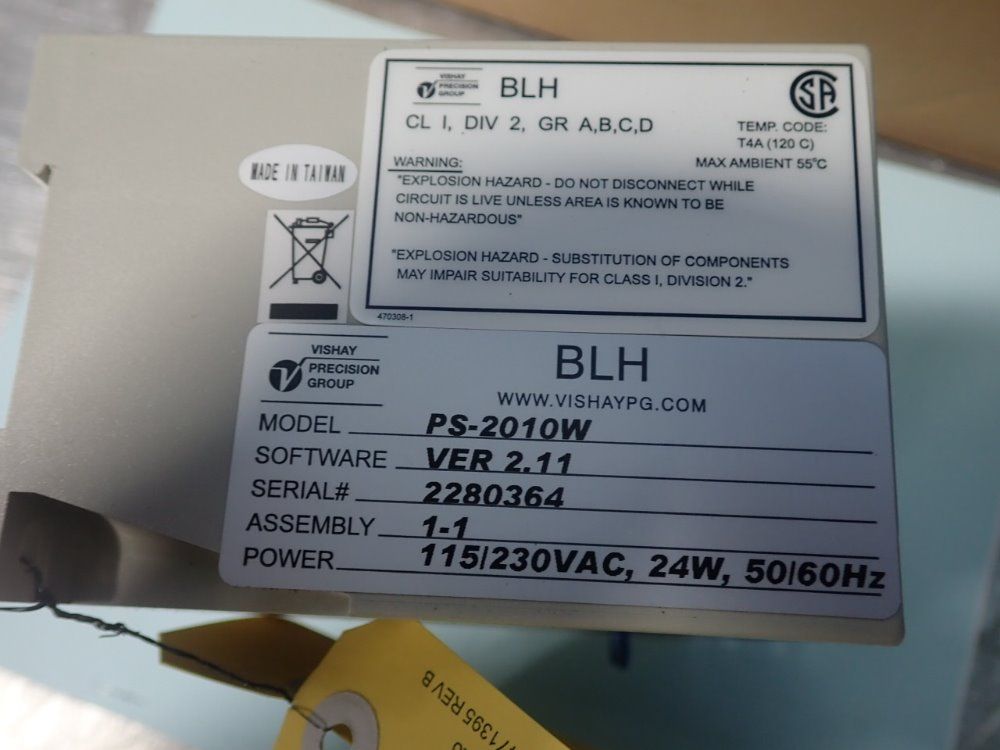 VISHAY
PRECISION
GROUP
BLH
CL I, DIV 2, GR A,B,C,D
CSA
TEMP. CODE:
T4A (120 C)
MAX AMBIENT 55°C
WARNING:
"EXPLOSION HAZARD - DO NOT DISCONNECT WHILE
CIRCUIT IS LIVE UNLESS AREA IS KNOWN TO BE
NON-HAZARDOUS"
"EXPLOSION HAZARD - SUBSTITUTION OF COMPONENTS
MAY IMPAIR SUITABILITY FOR CLASS I, DIVISION 2."
470308-1
MADE IN TAIWAN
VISHAY
PRECISION
GROUP
BLH
WWW.VISHAYPG.COM
MODEL PS-2010W
SOFTWARE VER 2.11
SERIAL# 2280364
ASSEMBLY 1-1
POWER 115/230VAC, 24W, 50/60Hz
71395 REV B